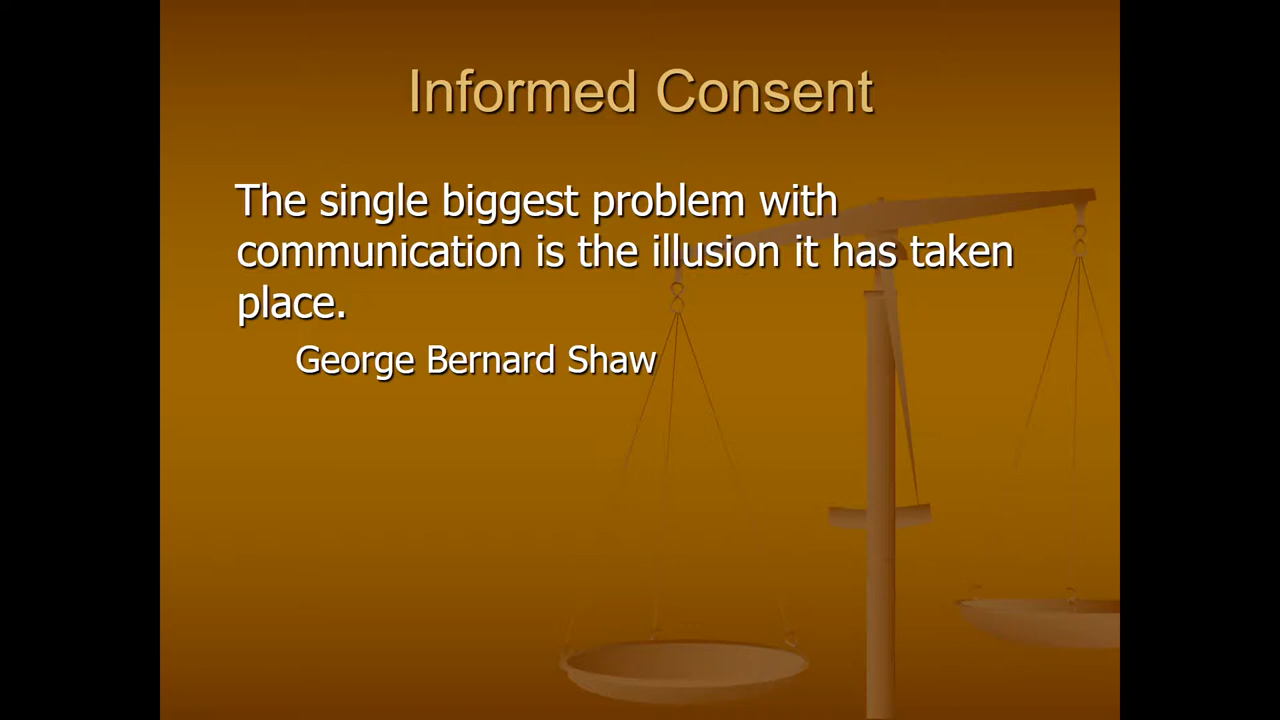 Informed Consent
The single biggest problem with
communication is the illusion it has taken
place.
George Bernard Shaw